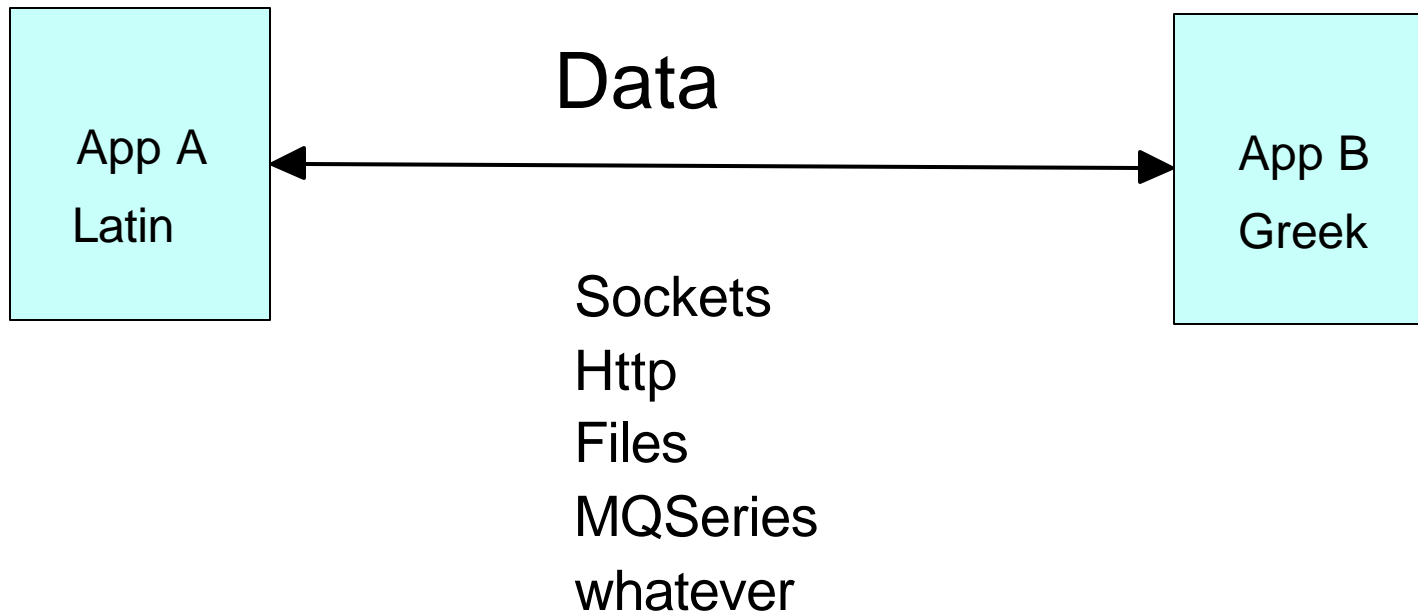 Data
App A
Latin
App B
Greek
Sockets
Http
Files
MQSeries
whatever